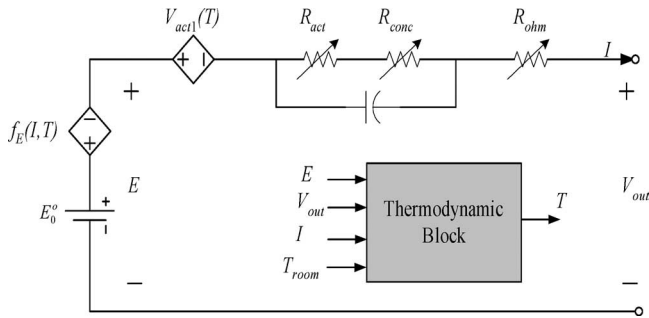 V_act1(T)
R_act
R_conc
R_ohm
I
+ −
+
+
f_E(I,T)
−
+
E
V_out
E_0^o
+
−
E
V_out
I
T_room
Thermodynamic
Block
T
−
−